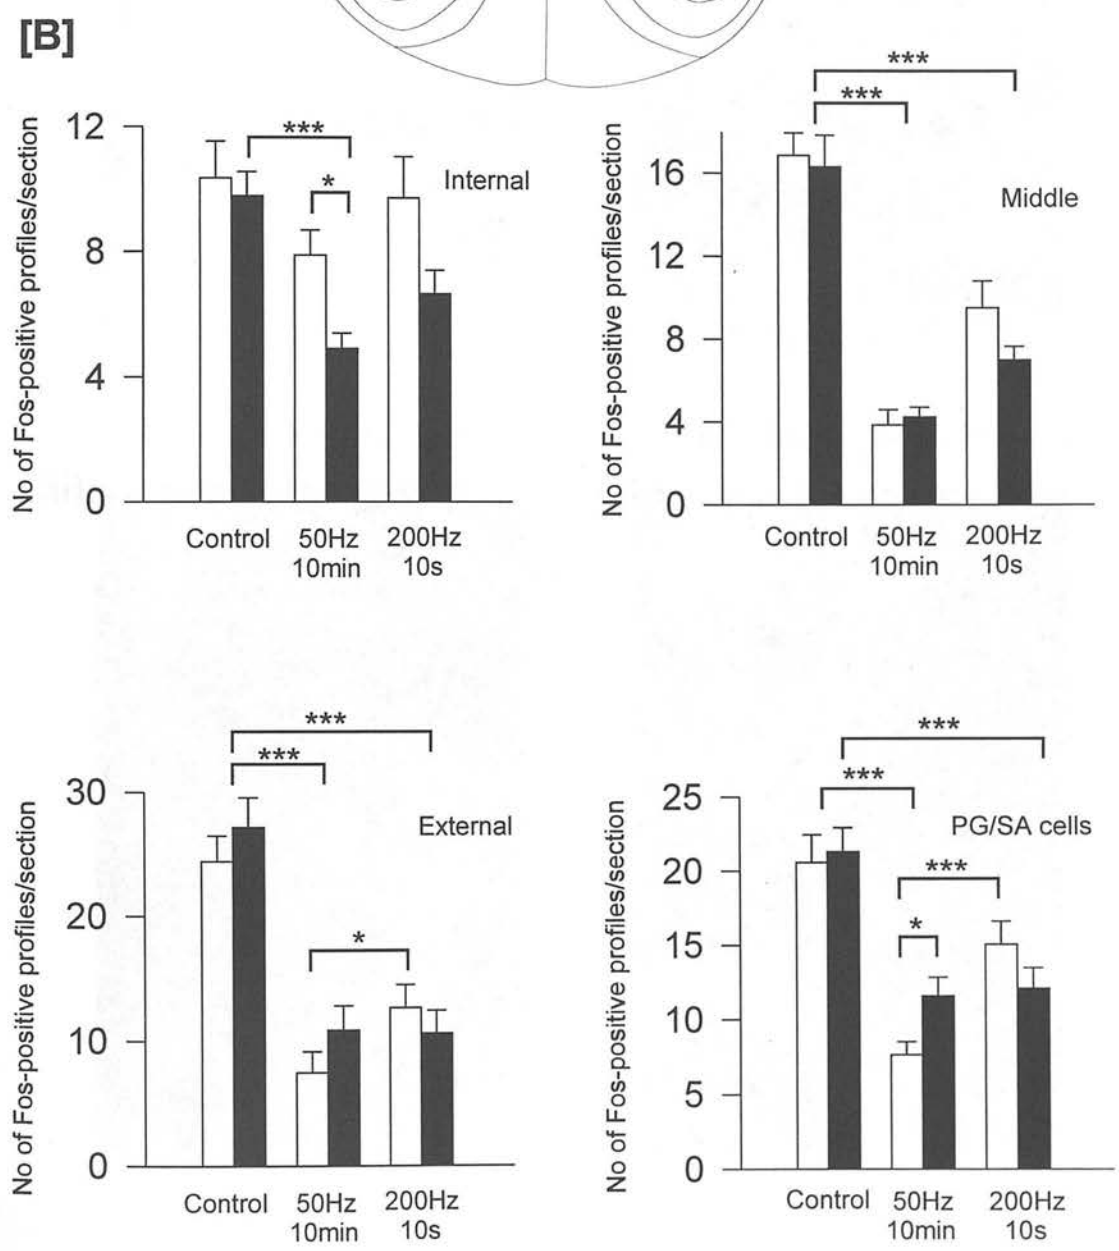 [B]
No of Fos-positive profiles/section
12
8
4
0
***
*
Internal
Control
50Hz
10min
200Hz
10s
No of Fos-positive profiles/section
16
12
8
4
0
***
***
Middle
Control
50Hz
10min
200Hz
10s
No of Fos-positive profiles/section
30
20
10
0
***
***
*
External
Control
50Hz
10min
200Hz
10s
No of Fos-positive profiles/section
25
20
15
10
5
0
***
***
***
*
PG/SA cells
Control
50Hz
10min
200Hz
10s